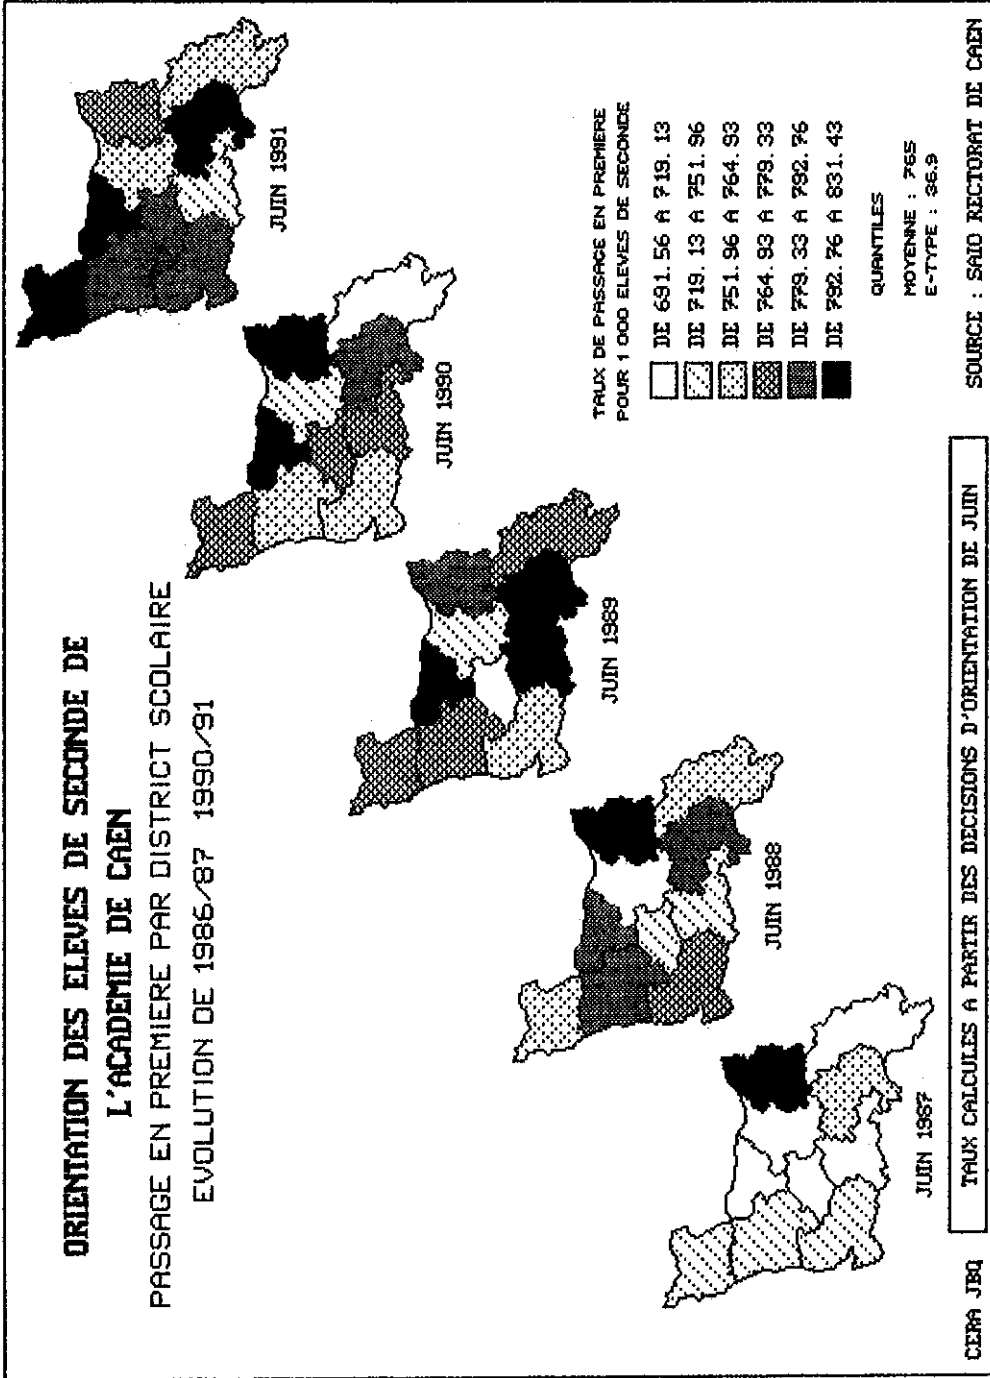 ORIENTATION DES ELEVES DE SECONDE DE
L'ACADEMIE DE CAEN
PASSAGE EN PREMIERE PAR DISTRICT SCOLAIRE
EVOLUTION DE 1986/87 1990/91
JUIN 1987
JUIN 1988
JUIN 1989
JUIN 1990
JUIN 1991
TAUX DE PASSAGE EN PREMIERE
POUR 1 000 ELEVES DE SECONDE
DE 691.56 A 719.13
DE 719.13 A 751.96
DE 751.96 A 764.93
DE 764.93 A 779.33
DE 779.33 A 792.76
DE 792.76 A 831.43
QUANTILES
MOYENNE : 765
E-TYPE : 36.9
CERA JBQ
TAUX CALCULES A PARTIR DES DECISIONS D'ORIENTATION DE JUIN
SOURCE : SAIO RECTORAT DE CAEN